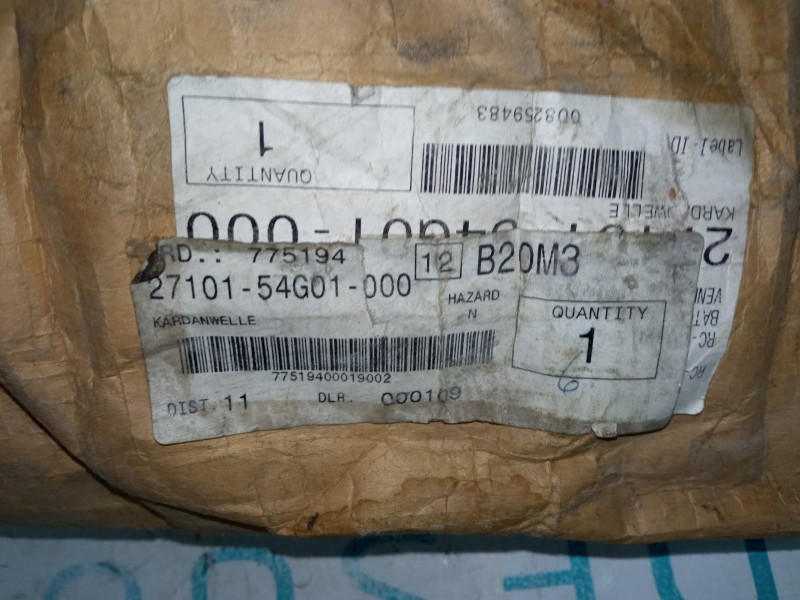 Label-ID
008259483
QUANTITY
1
KARDANWELLE
RD.: 775194
12
B20M3
27101-54G01-000
HAZARD
N
KARDANWELLE
QUANTITY
1
77519400019002
DIST. 11
DLR. 000109